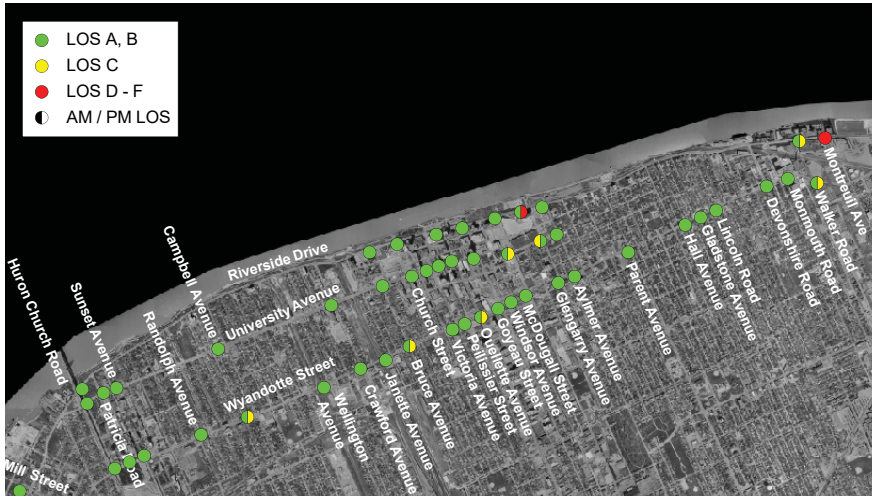 LOS A, B
LOS C
LOS D - F
AM / PM LOS
Riverside Drive
University Avenue
Wyandotte Street
Mill Street
Huron Church Road
Sunset Avenue
Patricia Road
Randolph Avenue
Campbell Avenue
Wellington
Avenue
Crawford Avenue
Janette Avenue
Bruce Avenue
Church Street
Victoria Avenue
Pelissier Street
Ouellette Avenue
Goyeau Street
Windsor Avenue
McDougall Street
Glengarry Avenue
Aylmer Avenue
Parent Avenue
Hall Avenue
Gladstone Avenue
Lincoln Road
Devonshire Road
Monmouth Road
Walker Road
Montreuil Ave